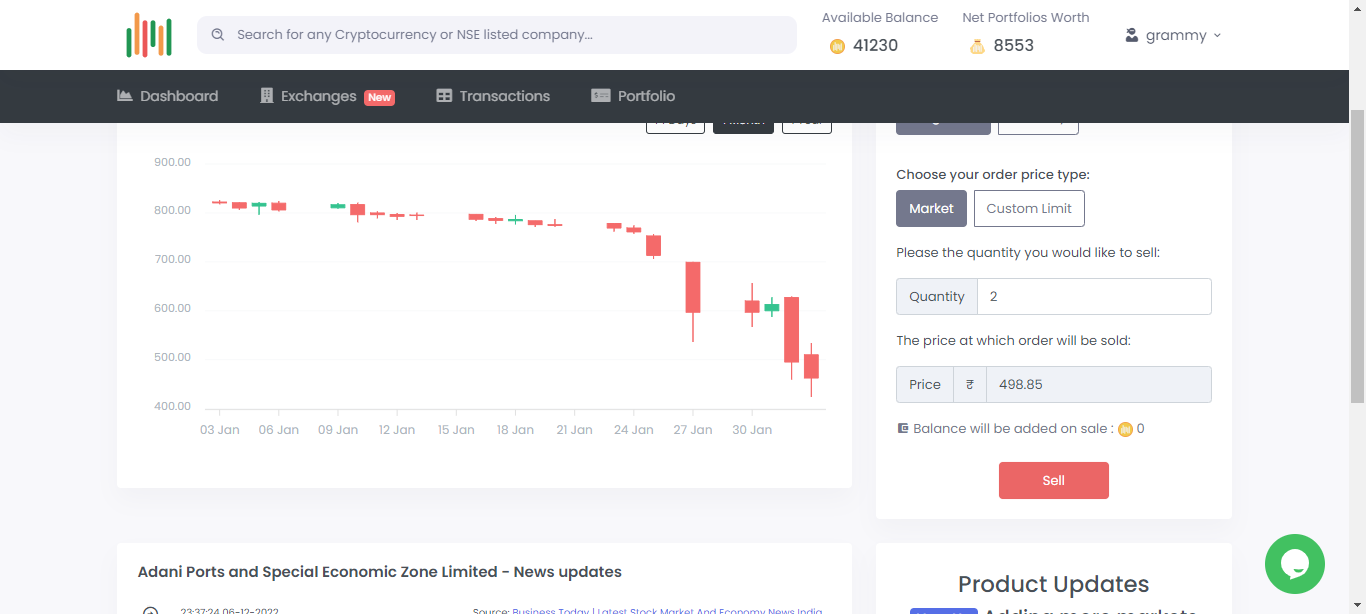 Search for any Cryptocurrency or NSE listed company...
Available Balance
41230
Net Portfolios Worth
8553
grammy
Dashboard
Exchanges New
Transactions
Portfolio
900.00
800.00
700.00
600.00
500.00
400.00
03 Jan 06 Jan 09 Jan 12 Jan 15 Jan 18 Jan 21 Jan 24 Jan 27 Jan 30 Jan
Choose your order price type:
Market
Custom Limit
Please the quantity you would like to sell:
Quantity 2
The price at which order will be sold:
Price ₹ 498.85
Balance will be added on sale : 0
Sell
Adani Ports and Special Economic Zone Limited - News updates
23:37:24 06-12-2022
Source: Business Today | Latest Stock Market And Economy News India
Product Updates
Adding more markets